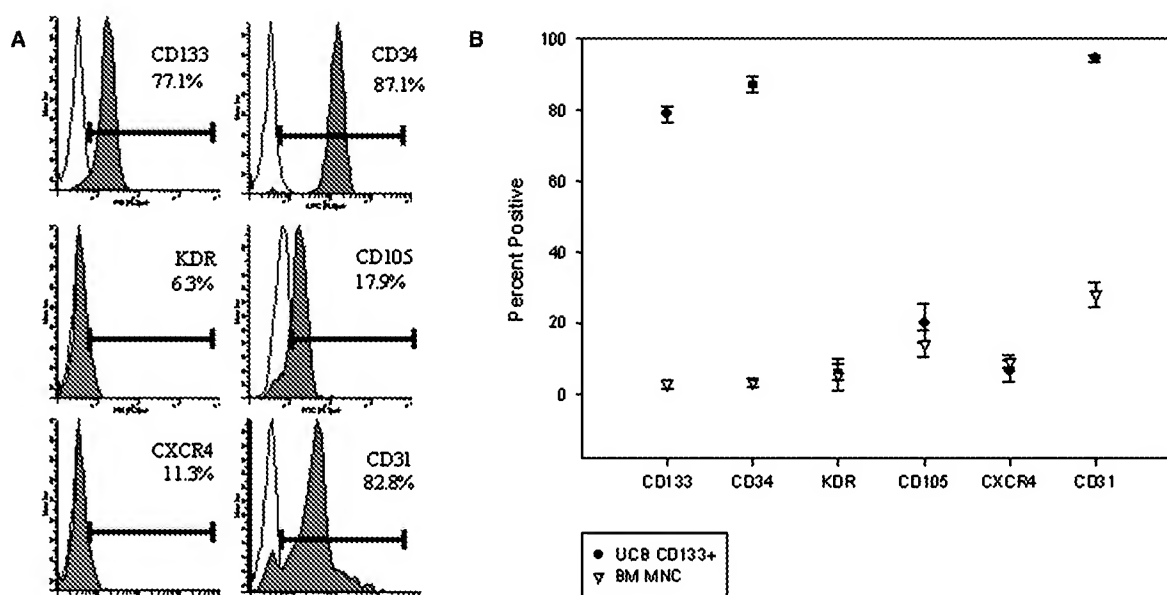 A
CD133
77.1%
CD34
87.1%
KDR
6.3%
CD105
17.9%
CXCR4
11.3%
CD31
82.8%
B
Percent Positive
100
80
60
40
20
0
CD133 CD34 KDR CD105 CXCR4 CD31
UCB CD133+
BM MNC